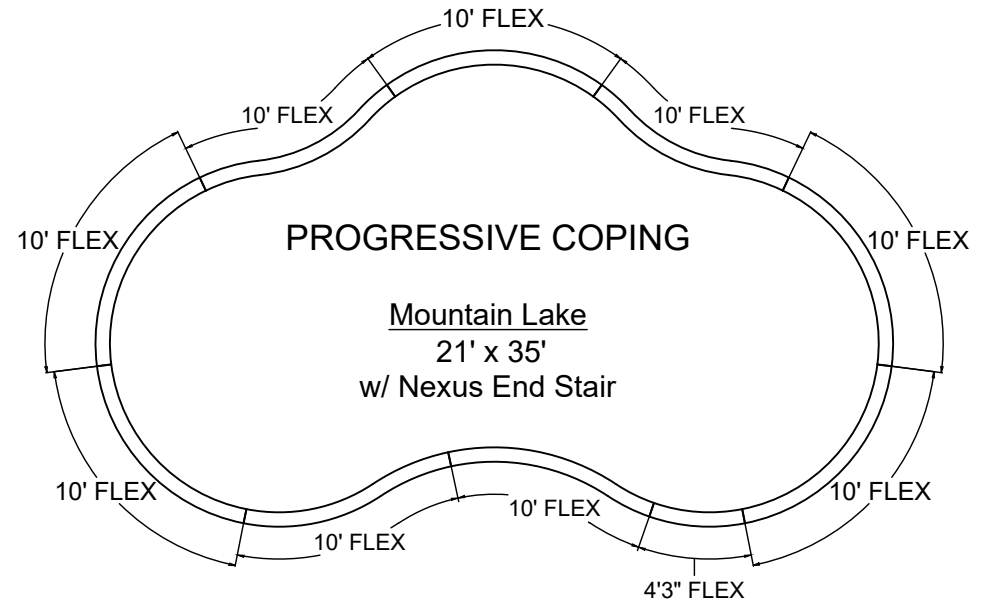 10' FLEX
10' FLEX
10' FLEX
10' FLEX
10' FLEX
PROGRESSIVE COPING
Mountain Lake
21' x 35'
w/ Nexus End Stair
10' FLEX
10' FLEX
10' FLEX
10' FLEX
4'3" FLEX